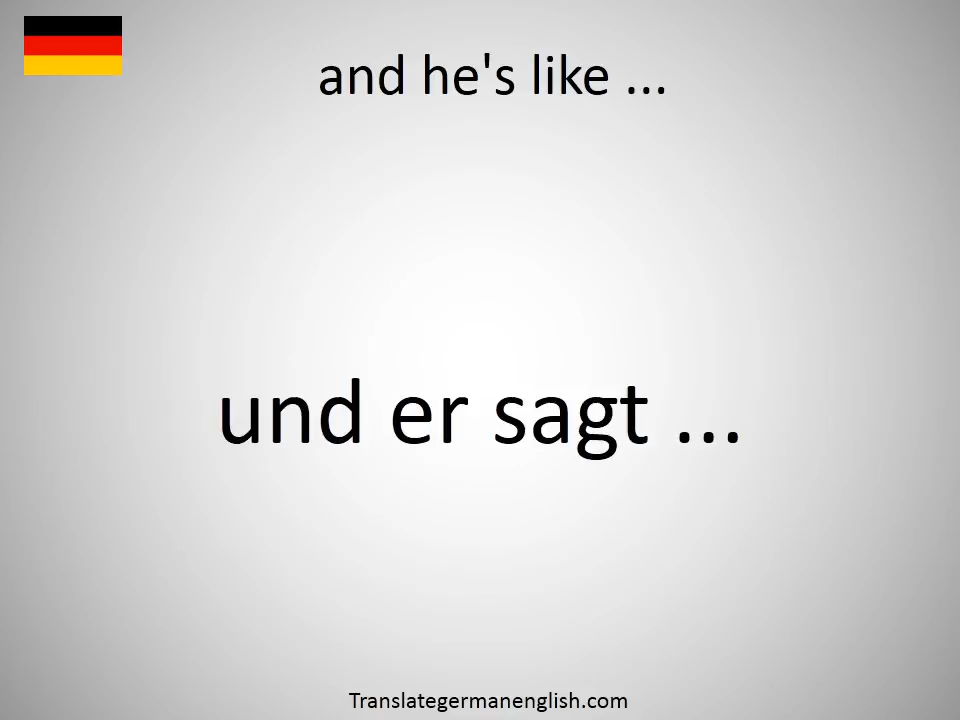 and he's like ...
und er sagt ...
Translategermanenglish.com